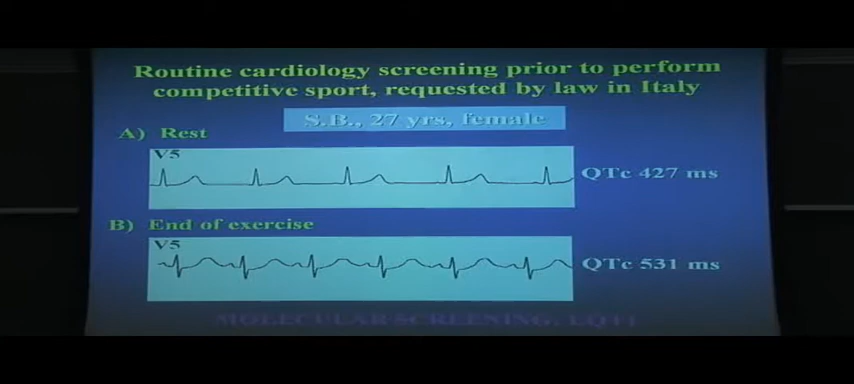 Routine cardiology screening prior to perform
competitive sport, requested by law in Italy
S.B., 27 yrs, female
A) Rest
V5
QTc 427 ms
B) End of exercise
V5
QTc 531 ms
MOLECULAR SCREENING, LQT1